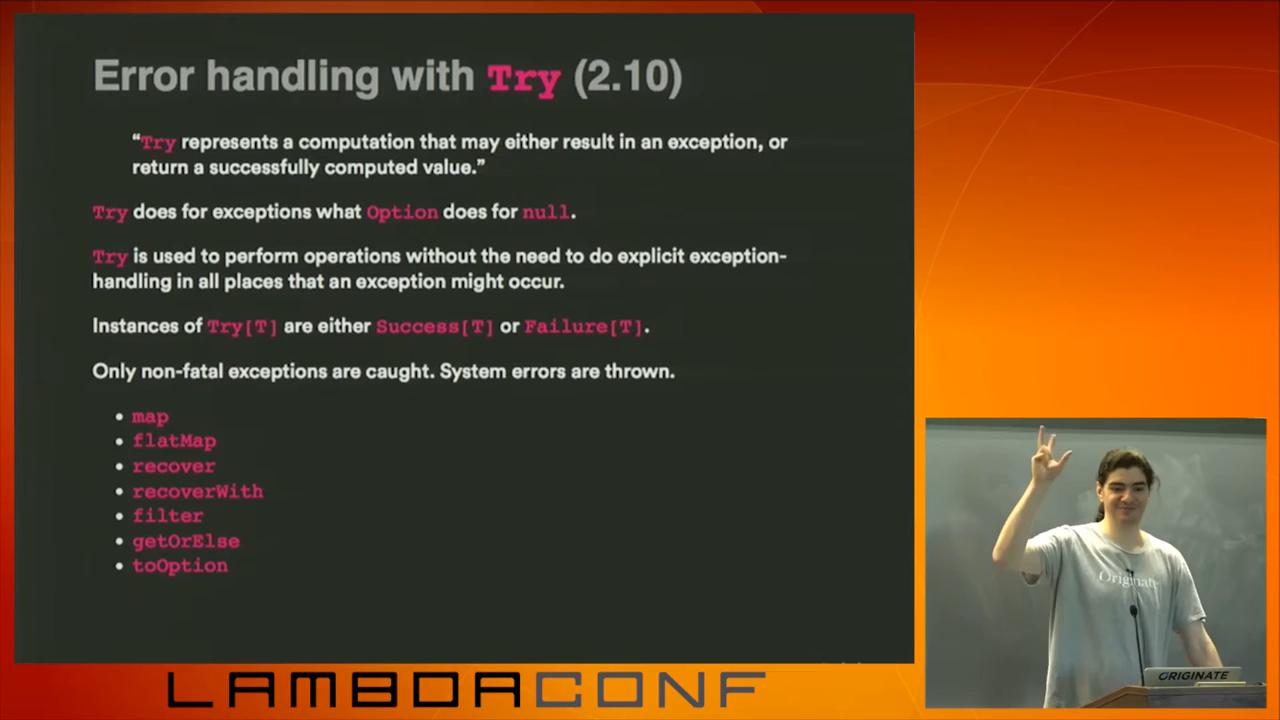 Error handling with Try (2.10)
“Try represents a computation that may either result in an exception, or
return a successfully computed value.”
Try does for exceptions what Option does for null.
Try is used to perform operations without the need to do explicit exception-
handling in all places that an exception might occur.
Instances of Try[T] are either Success[T] or Failure[T].
Only non-fatal exceptions are caught. System errors are thrown.
• map
• flatMap
• recover
• recoverWith
• filter
• getOrElse
• toOption
Originate
ORIGINATE
LAMBDACONF